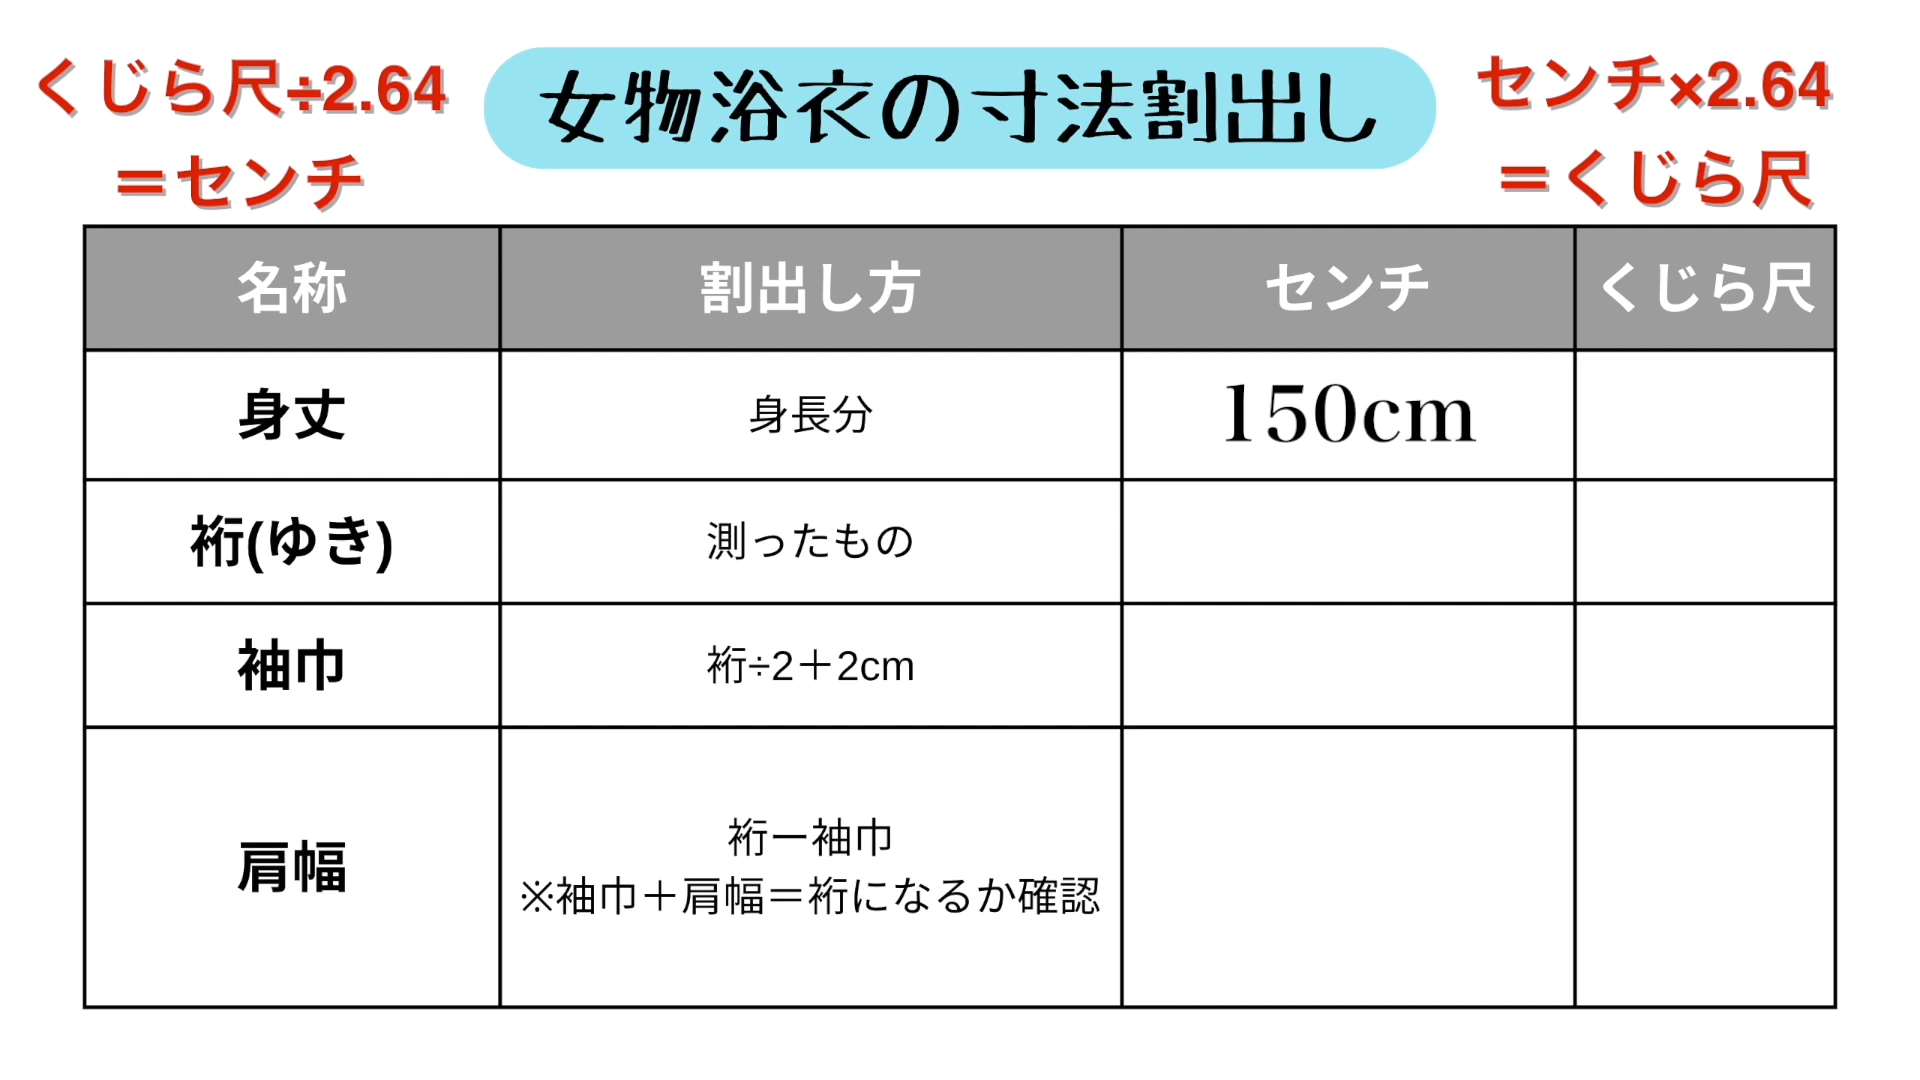 くじら尺÷2.64
＝センチ
女物浴衣の寸法割出し
センチ×2.64
＝くじら尺
名称 割出し方 センチ くじら尺
身丈 身長分 150cm
裄(ゆき) 測ったもの
袖巾 裄÷2＋2cm
肩幅 裄ー袖巾
※袖巾＋肩幅＝裄になるか確認